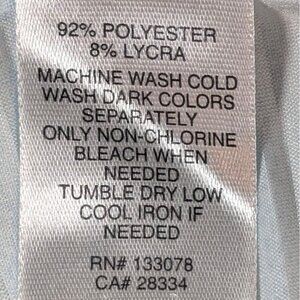 92% POLYESTER
8% LYCRA
MACHINE WASH COLD
WASH DARK COLORS
SEPARATELY
ONLY NON-CHLORINE
BLEACH WHEN
NEEDED
TUMBLE DRY LOW
COOL IRON IF
NEEDED
RN# 133078
CA# 28334